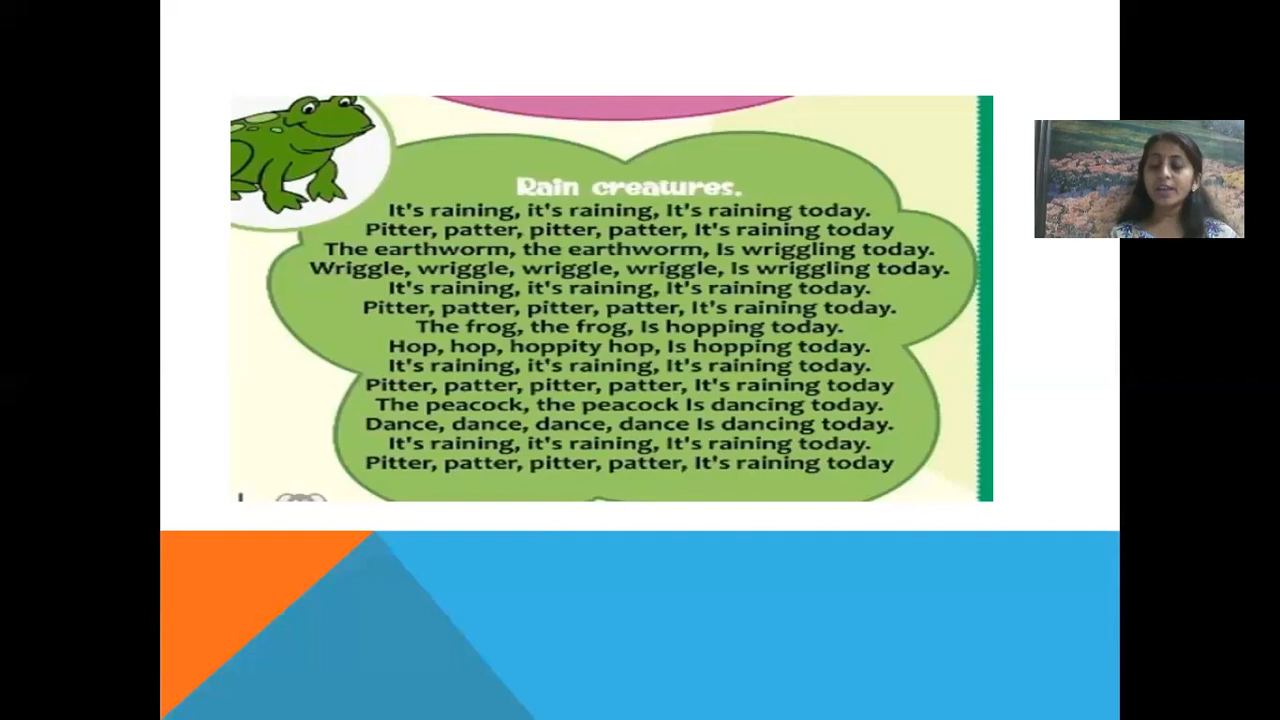 Rain creatures.
It's raining, it's raining, It's raining today.
Pitter, patter, pitter, patter, It's raining today
The earthworm, the earthworm, Is wriggling today.
Wriggle, wriggle, wriggle, wriggle, Is wriggling today.
It's raining, it's raining, It's raining today.
Pitter, patter, pitter, patter, It's raining today.
The frog, the frog, Is hopping today.
Hop, hop, hoppity hop, Is hopping today.
It's raining, it's raining, It's raining today.
Pitter, patter, pitter, patter, It's raining today
The peacock, the peacock Is dancing today.
Dance, dance, dance, dance Is dancing today.
It's raining, it's raining, It's raining today.
Pitter, patter, pitter, patter, It's raining today